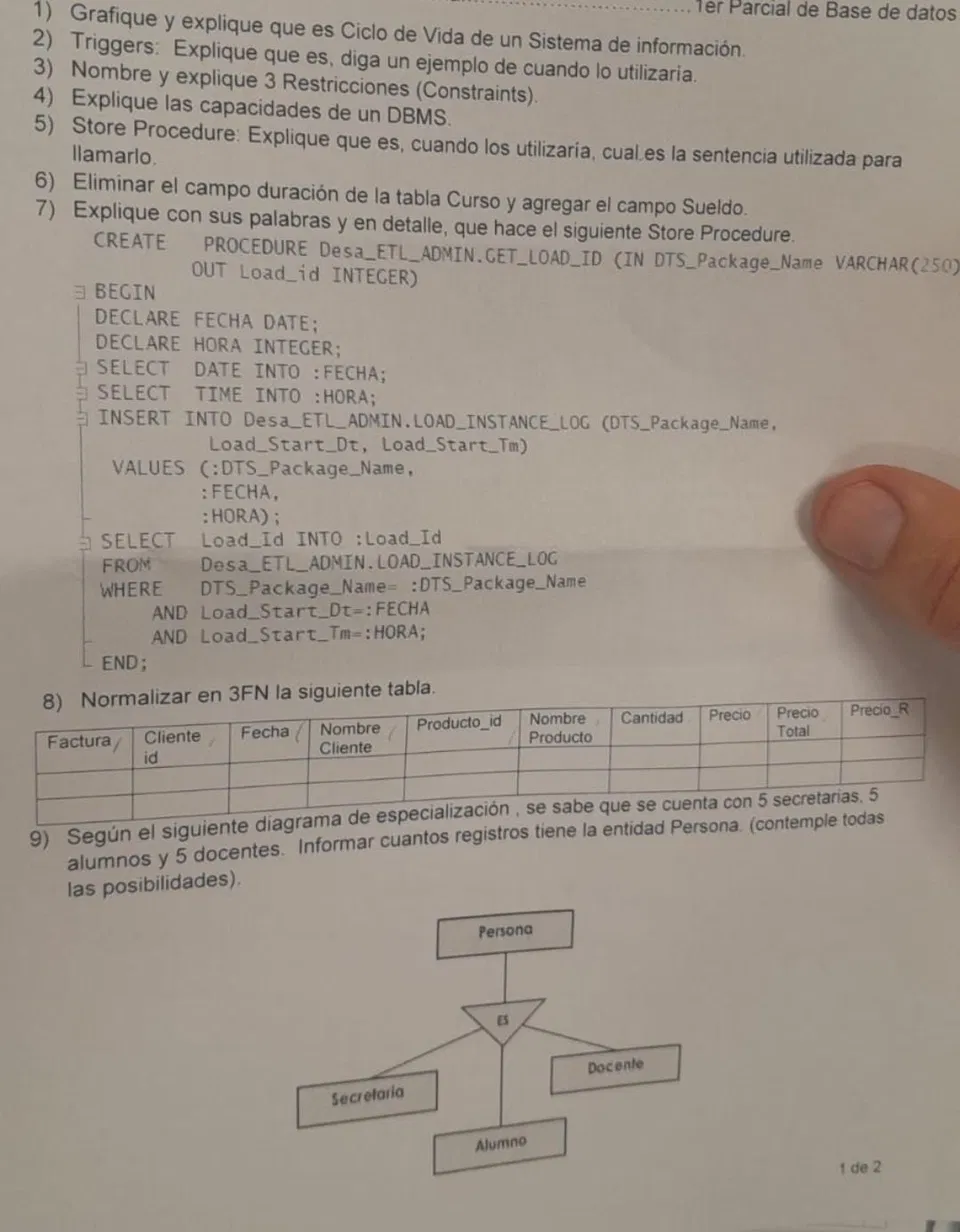 1er Parcial de Base de datos
1) Grafique y explique que es Ciclo de Vida de un Sistema de información.
2) Triggers: Explique que es, diga un ejemplo de cuando lo utilizaria.
3) Nombre y explique 3 Restricciones (Constraints).
4) Explique las capacidades de un DBMS.
5) Store Procedure: Explique que es, cuando los utilizaría, cual es la sentencia utilizada para
llamarlo.
6) Eliminar el campo duración de la tabla Curso y agregar el campo Sueldo.
7) Explique con sus palabras y en detalle, que hace el siguiente Store Procedure.
CREATE PROCEDURE Desa_ETL_ADMIN.GET_LOAD_ID (IN DTS_Package_Name VARCHAR(250)
OUT Load_id INTEGER)
BEGIN
DECLARE FECHA DATE;
DECLARE HORA INTEGER;
SELECT DATE INTO :FECHA;
SELECT TIME INTO :HORA;
INSERT INTO Desa_ETL_ADMIN.LOAD_INSTANCE_LOG (DTS_Package_Name,
Load_Start_Dt, Load_Start_Tm)
VALUES (:DTS_Package_Name,
:FECHA,
:HORA);
SELECT Load_Id INTO :Load_Id
FROM Desa_ETL_ADMIN.LOAD_INSTANCE_LOG
WHERE DTS_Package_Name= :DTS_Package_Name
AND Load_Start_Dt=:FECHA
AND Load_Start_Tm=:HORA;
END;
8) Normalizar en 3FN la siguiente tabla.
Factura Cliente id Fecha Nombre Cliente Producto_id Nombre Producto Cantidad Precio Precio Total Precio_R
9) Según el siguiente diagrama de especialización , se sabe que se cuenta con 5 secretarias, 5
alumnos y 5 docentes. Informar cuantos registros tiene la entidad Persona. (contemple todas
las posibilidades).
Persona
ES
Docente
Secretaria
Alumno
1 de 2